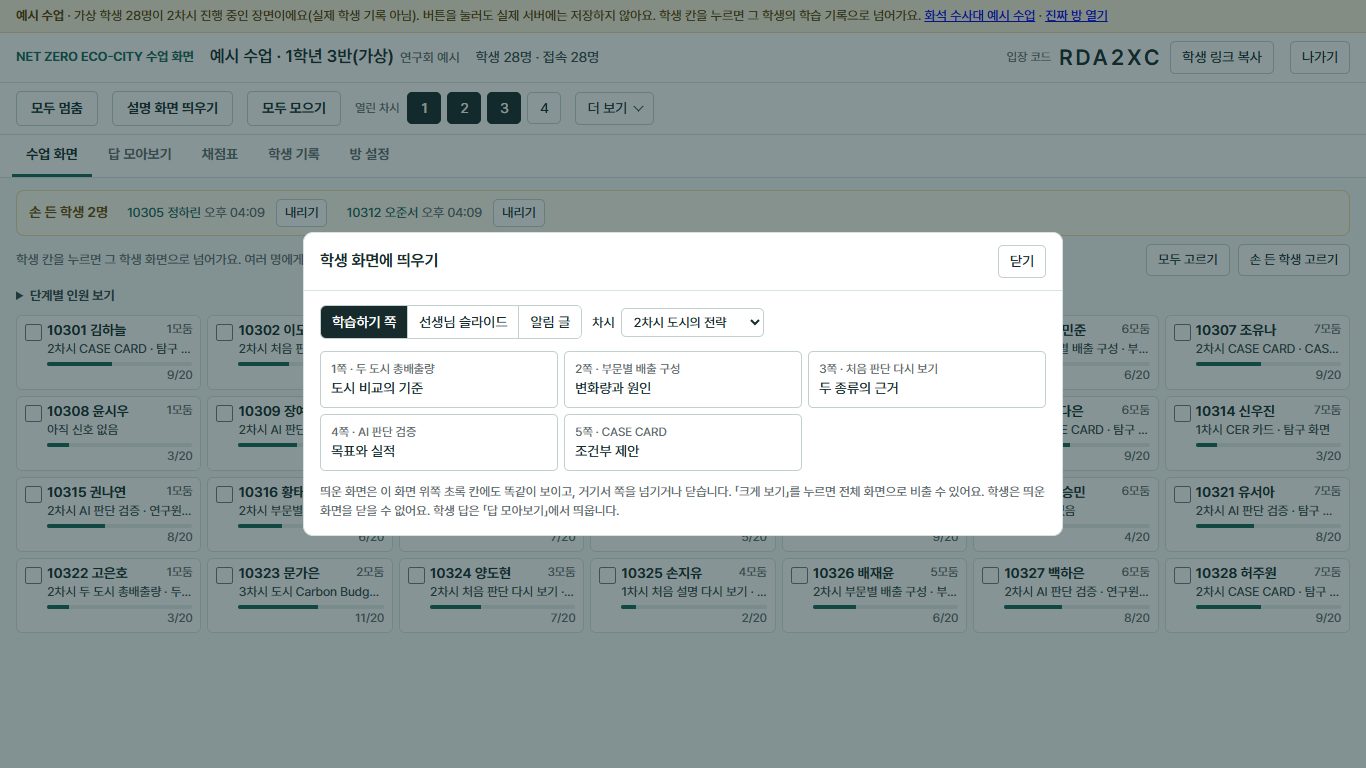 예시 수업 · 가상 학생 28명이 2차시 진행 중인 장면이에요(실제 학생 기록 아님). 버튼을 눌러도 실제 서버에는 저장하지 않아요. 학생 칸을 누르면 그 학생의 학습 기록으로 넘어가요. 화석 수사대 예시 수업 · 진짜 방 열기
NET ZERO ECO-CITY 수업 화면 예시 수업 · 1학년 3반(가상) 연구회 예시 학생 28명 · 접속 28명 입장 코드 RDA2XC 학생 링크 복사 나가기
모두 멈춤 설명 화면 띄우기 모두 모으기 열린 차시 1 2 3 4 더 보기
수업 화면 답 모아보기 채점표 학생 기록 방 설정
손 든 학생 2명 10305 정하린 오후 04:09 내리기 10312 오준서 오후 04:09 내리기
학생 칸을 누르면 그 학생 화면으로 넘어가요. 여러 명에게 모두 고르기 손 든 학생 고르기
단계별 인원 보기
학생 화면에 띄우기 닫기
학습하기 쪽 선생님 슬라이드 알림 글 차시 2차시 도시의 전략
1쪽 · 두 도시 총배출량 2쪽 · 부문별 배출 구성 3쪽 · 처음 판단 다시 보기
도시 비교의 기준 변화량과 원인 두 종류의 근거
4쪽 · AI 판단 검증 5쪽 · CASE CARD
목표와 실적 조건부 제안
띄운 화면은 이 화면 위쪽 초록 칸에도 똑같이 보이고, 거기서 쪽을 넘기거나 닫습니다. 「크게 보기」를 누르면 전체 화면으로 비출 수 있어요. 학생은 띄운
화면을 닫을 수 없어요. 학생 답은 「답 모아보기」에서 띄웁니다.
10301 김하늘 1모둠 10302 민준 6모둠 10307 조유나 7모둠
2차시 CASE CARD · 탐구 ... 2차시 처음 판 별 배출 구성 · 부... 2차시 CASE CARD · CAS...
9/20 6/20 9/20
10308 윤시우 1모둠 10309 장예 다은 6모둠 10314 신우진 7모둠
아직 신호 없음 2차시 AI 판단 CARD · 탐구 ... 1차시 CER 카드 · 탐구 화면
3/20 9/20 3/20
10315 권나연 1모둠 10316 황태 승민 6모둠 10321 유서아 7모둠
2차시 AI 판단 검증 · 연구원... 2차시 부문별 음 2차시 AI 판단 검증 · 탐구 ...
8/20 6/20 7/20 5/20 9/20 4/20 8/20
10322 고은호 1모둠 10323 문가은 2모둠 10324 양도현 3모둠 10325 손지유 4모둠 10326 배재윤 5모둠 10327 백하은 6모둠 10328 허주원 7모둠
2차시 두 도시 총배출량 · 두... 3차시 도시 Carbon Budg... 2차시 처음 판단 다시 보기 ·... 1차시 처음 설명 다시 보기 · ... 2차시 부문별 배출 구성 · 부... 2차시 AI 판단 검증 · 연구원... 2차시 CASE CARD · 탐구 ...
3/20 11/20 7/20 2/20 6/20 8/20 9/20